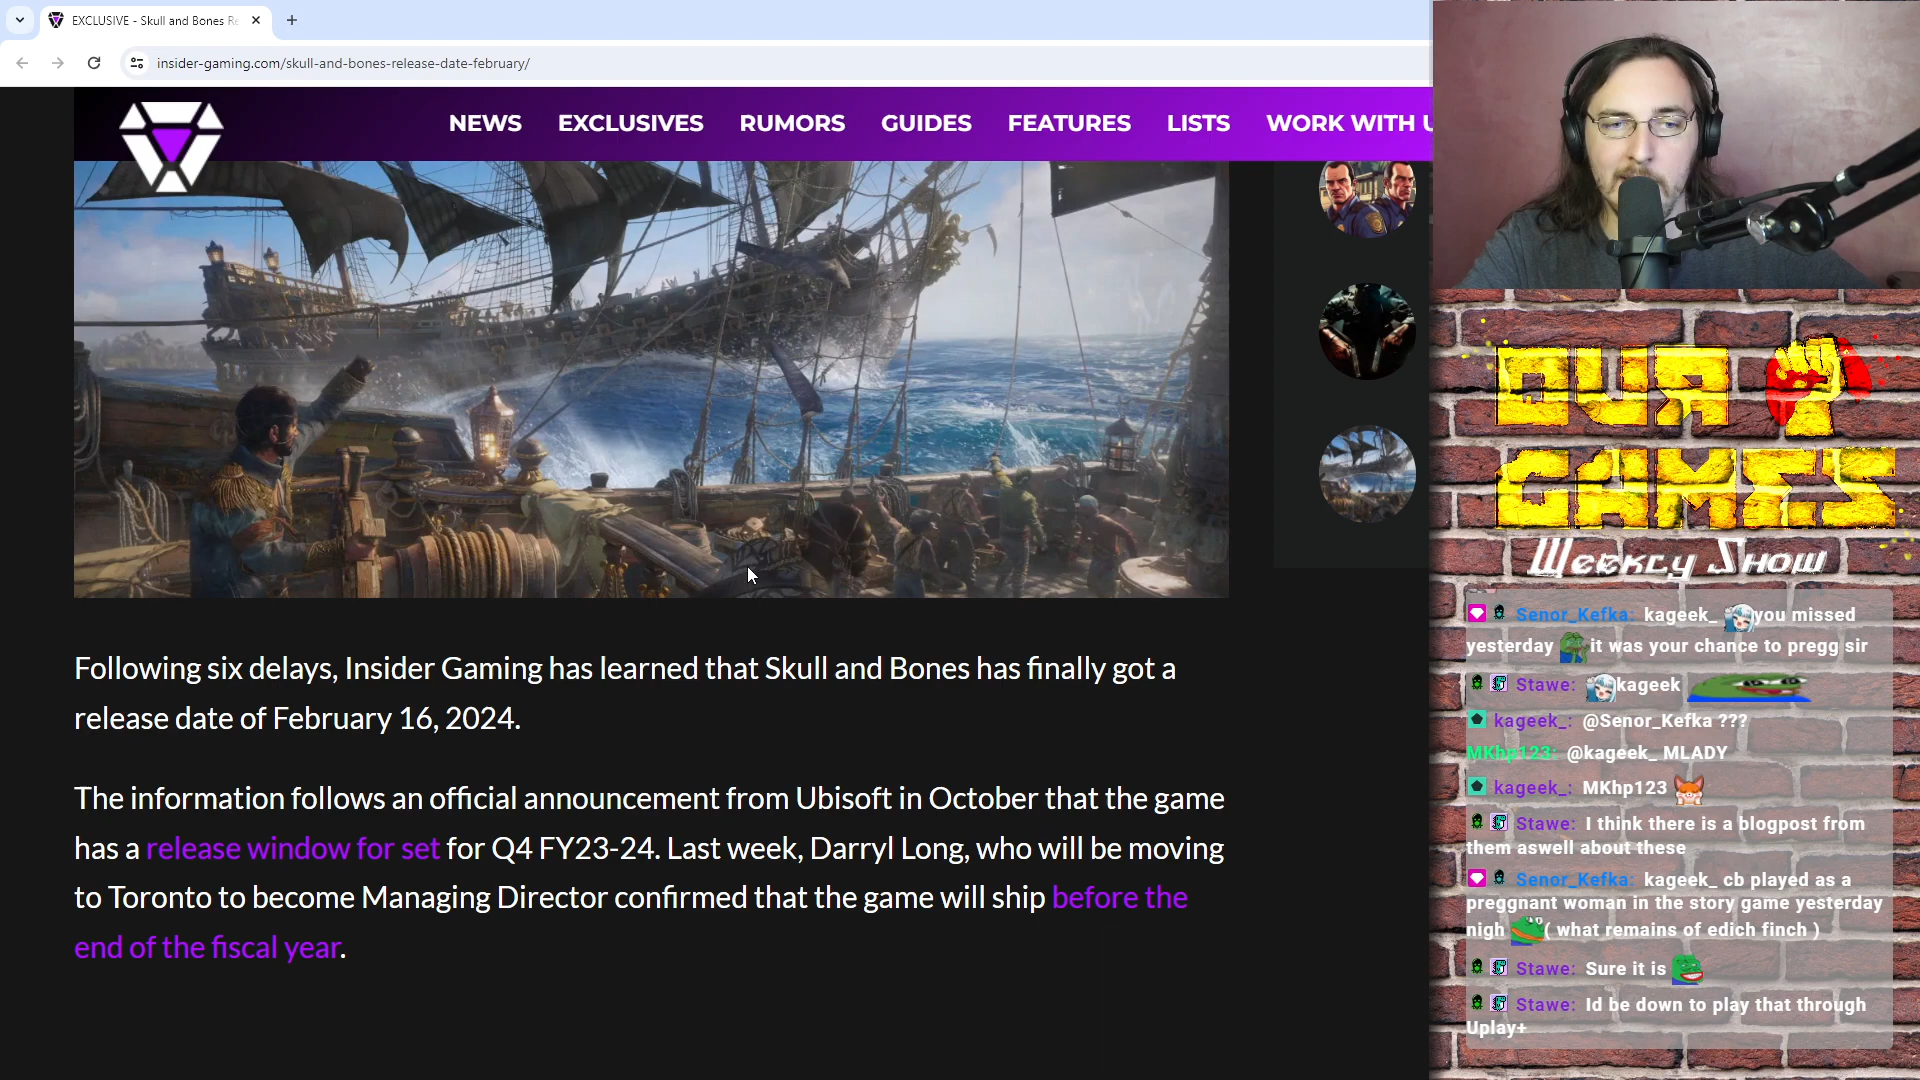 EXCLUSIVE - Skull and Bones Re
insider-gaming.com/skull-and-bones-release-date-february/
NEWS EXCLUSIVES RUMORS GUIDES FEATURES LISTS WORK WITH U
Following six delays, Insider Gaming has learned that Skull and Bones has finally got a
release date of February 16, 2024.
The information follows an official announcement from Ubisoft in October that the game
has a release window for set for Q4 FY23-24. Last week, Darryl Long, who will be moving
to Toronto to become Managing Director confirmed that the game will ship before the
end of the fiscal year.
OUR
GAMES
Weekly Show
Senor_Kefka: kageek_ you missed
yesterday it was your chance to pregg sir
Stawe: kageek
kageek_: @Senor_Kefka ???
MKhp123: @kageek_ MLADY
kageek_: MKhp123
Stawe: I think there is a blogpost from
them aswell about these
Senor_Kefka: kageek_ cb played as a
preggnant woman in the story game yesterday
nigh ( what remains of edich finch )
Stawe: Sure it is
Stawe: Id be down to play that through
Uplay+